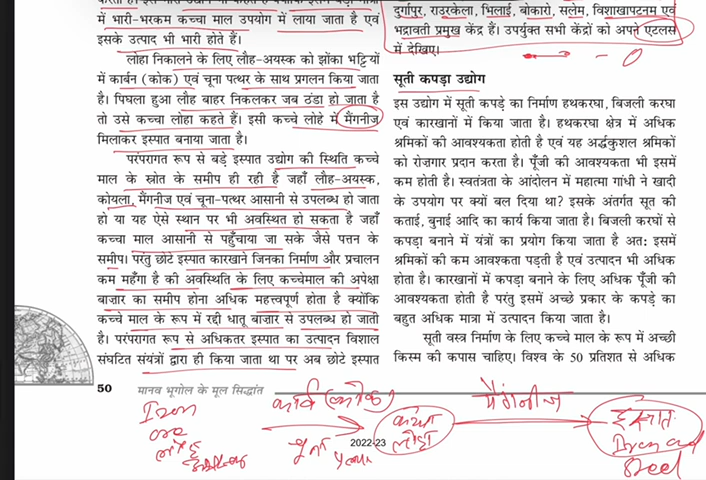 में भारी-भरकम कच्चा माल उपयोग में लाया जाता है एवं
इसके उत्पाद भी भारी होते हैं।
लोहा निकालने के लिए लौह-अयस्क को झोंका भट्टियों
में कार्बन (कोक) एवं चूना पत्थर के साथ प्रगलन किया जाता
है। पिघला हुआ लौह बाहर निकलकर जब ठंडा हो जाता है
तो उसे कच्चा लोहा कहते हैं। इसी कच्चे लोहे में मैंगनीज
मिलाकर इस्पात बनाया जाता है।
परंपरागत रूप से बड़े इस्पात उद्योग की स्थिति कच्चे
माल के स्रोत के समीप ही रही है जहाँ लौह-अयस्क,
कोयला, मैंगनीज एवं चूना-पत्थर आसानी से उपलब्ध हो जाता
हो या यह ऐसे स्थान पर भी अवस्थित हो सकता है जहाँ
कच्चा माल आसानी से पहुँचाया जा सके जैसे पत्तन के
समीप। परंतु छोटे इस्पात कारखाने जिनका निर्माण और प्रचालन
कम महँगा है की अवस्थिति के लिए कच्चेमाल की अपेक्षा
बाज़ार का समीप होना अधिक महत्त्वपूर्ण होता है क्योंकि
कच्चे माल के रूप में रद्दी धातु बाज़ार से उपलब्ध हो जाती
है। परंपरागत रूप से अधिकतर इस्पात का उत्पादन विशाल
संघटित संयंत्रों द्वारा ही किया जाता था पर अब छोटे इस्पात
दुर्गापुर, राउरकेला, भिलाई, बोकारो, सलेम, विशाखापटनम एवं
भद्रावती प्रमुख केंद्र हैं। उपर्युक्त सभी केंद्रों को अपने एटलस
में देखिए।
सूती कपड़ा उद्योग
इस उद्योग में सूती कपड़े का निर्माण हथकरघा, बिजली करघा
एवं कारखानों में किया जाता है। हथकरघा क्षेत्र में अधिक
श्रमिकों की आवश्यकता होती है एवं यह अर्द्धकुशल श्रमिकों
को रोज़गार प्रदान करता है। पूँजी की आवश्यकता भी इसमें
कम होती है। स्वतंत्रता के आंदोलन में महात्मा गांधी ने खादी
के उपयोग पर क्यों बल दिया था? इसके अंतर्गत सूत की
कताई, बुनाई आदि का कार्य किया जाता है। बिजली करघों से
कपड़ा बनाने में यंत्रों का प्रयोग किया जाता है अतः इसमें
श्रमिकों की कम आवश्कता पड़ती है एवं उत्पादन भी अधिक
होता है। कारखानों में कपड़ा बनाने के लिए अधिक पूँजी की
आवश्यकता होती है परंतु इसमें अच्छे प्रकार के कपड़े का
बहुत अधिक मात्रा में उत्पादन किया जाता है।
सूती वस्त्र निर्माण के लिए कच्चे माल के रूप में अच्छी
किस्म की कपास चाहिए। विश्व के 50 प्रतिशत से अधिक
50 मानव भूगोल के मूल सिद्धांत
2022-23
Iron
ore
चूना
कच्चा
लोहा
मैंगनीज
इस्पात
Iron and
Steel